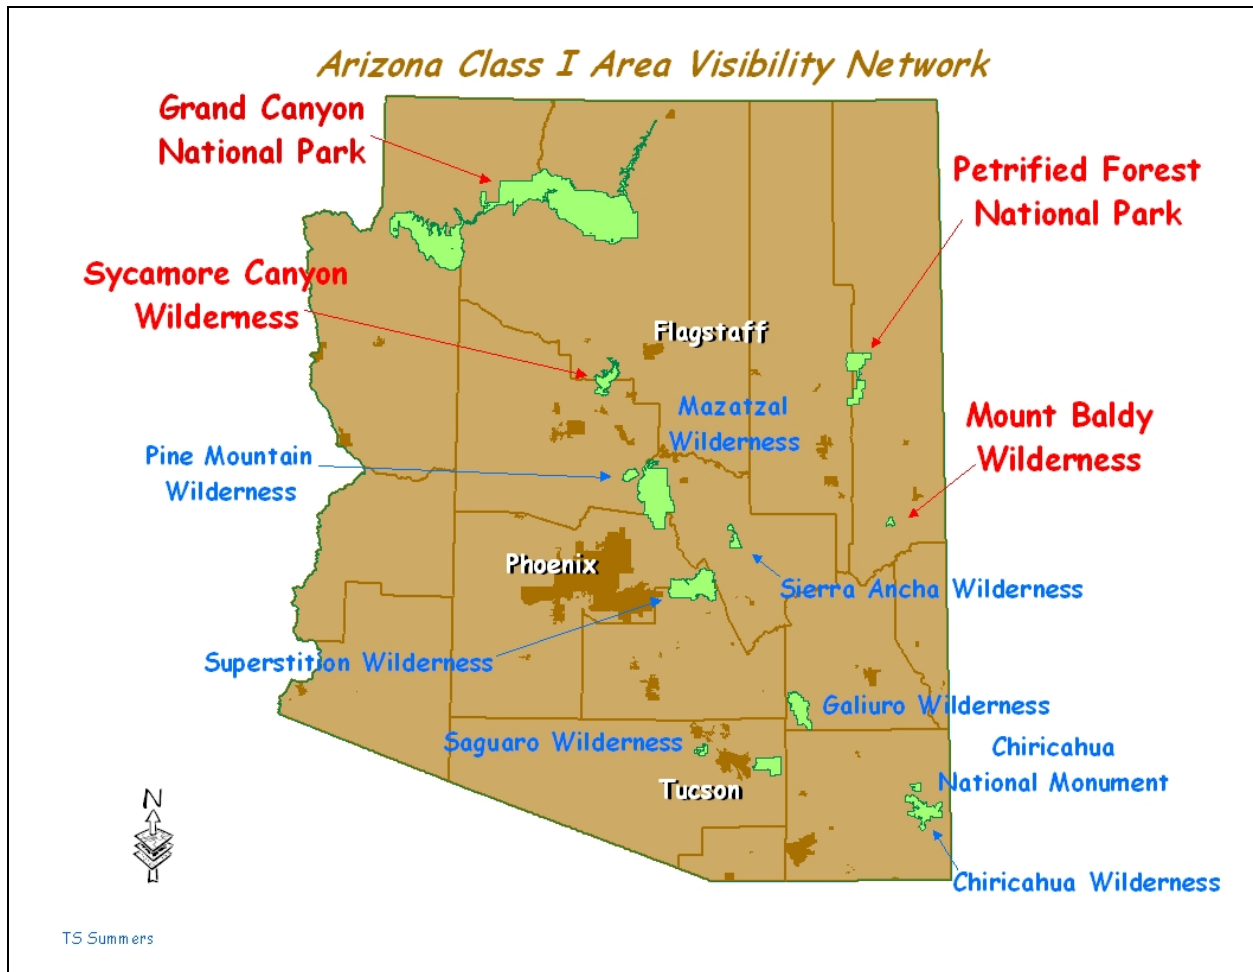 Arizona Class I Area Visibility Network
Grand Canyon
National Park
Petrified Forest
National Park
Sycamore Canyon
Wilderness
Flagstaff
Mazatzal
Wilderness
Mount Baldy
Wilderness
Pine Mountain
Wilderness
Phoenix
Sierra Ancha Wilderness
Superstition Wilderness
Galiuro Wilderness
Saguaro Wilderness
Chiricahua
National Monument
Tucson
N
Chiricahua Wilderness
TS Summers